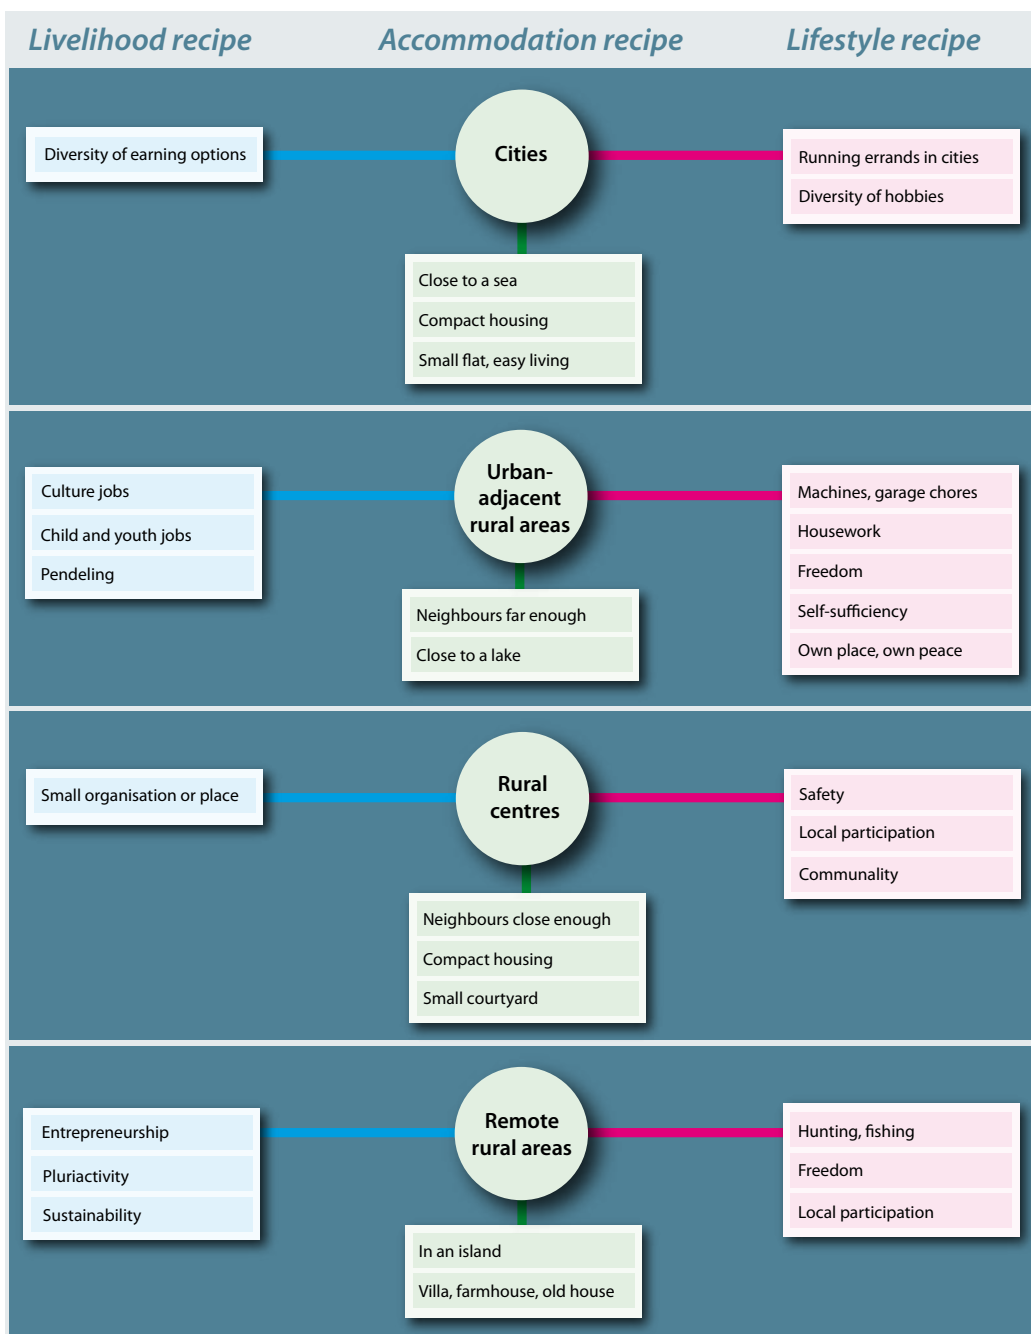 Livelihood recipe
Accommodation recipe
Lifestyle recipe
Diversity of earning options
Cities
Running errands in cities
Diversity of hobbies
Close to a sea
Compact housing
Small flat, easy living
Culture jobs
Child and youth jobs
Pendeling
Urban-
adjacent
rural areas
Machines, garage chores
Housework
Freedom
Self-sufficiency
Own place, own peace
Neighbours far enough
Close to a lake
Small organisation or place
Rural
centres
Safety
Local participation
Communality
Neighbours close enough
Compact housing
Small courtyard
Entrepreneurship
Pluriactivity
Sustainability
Remote
rural areas
Hunting, fishing
Freedom
Local participation
In an island
Villa, farmhouse, old house